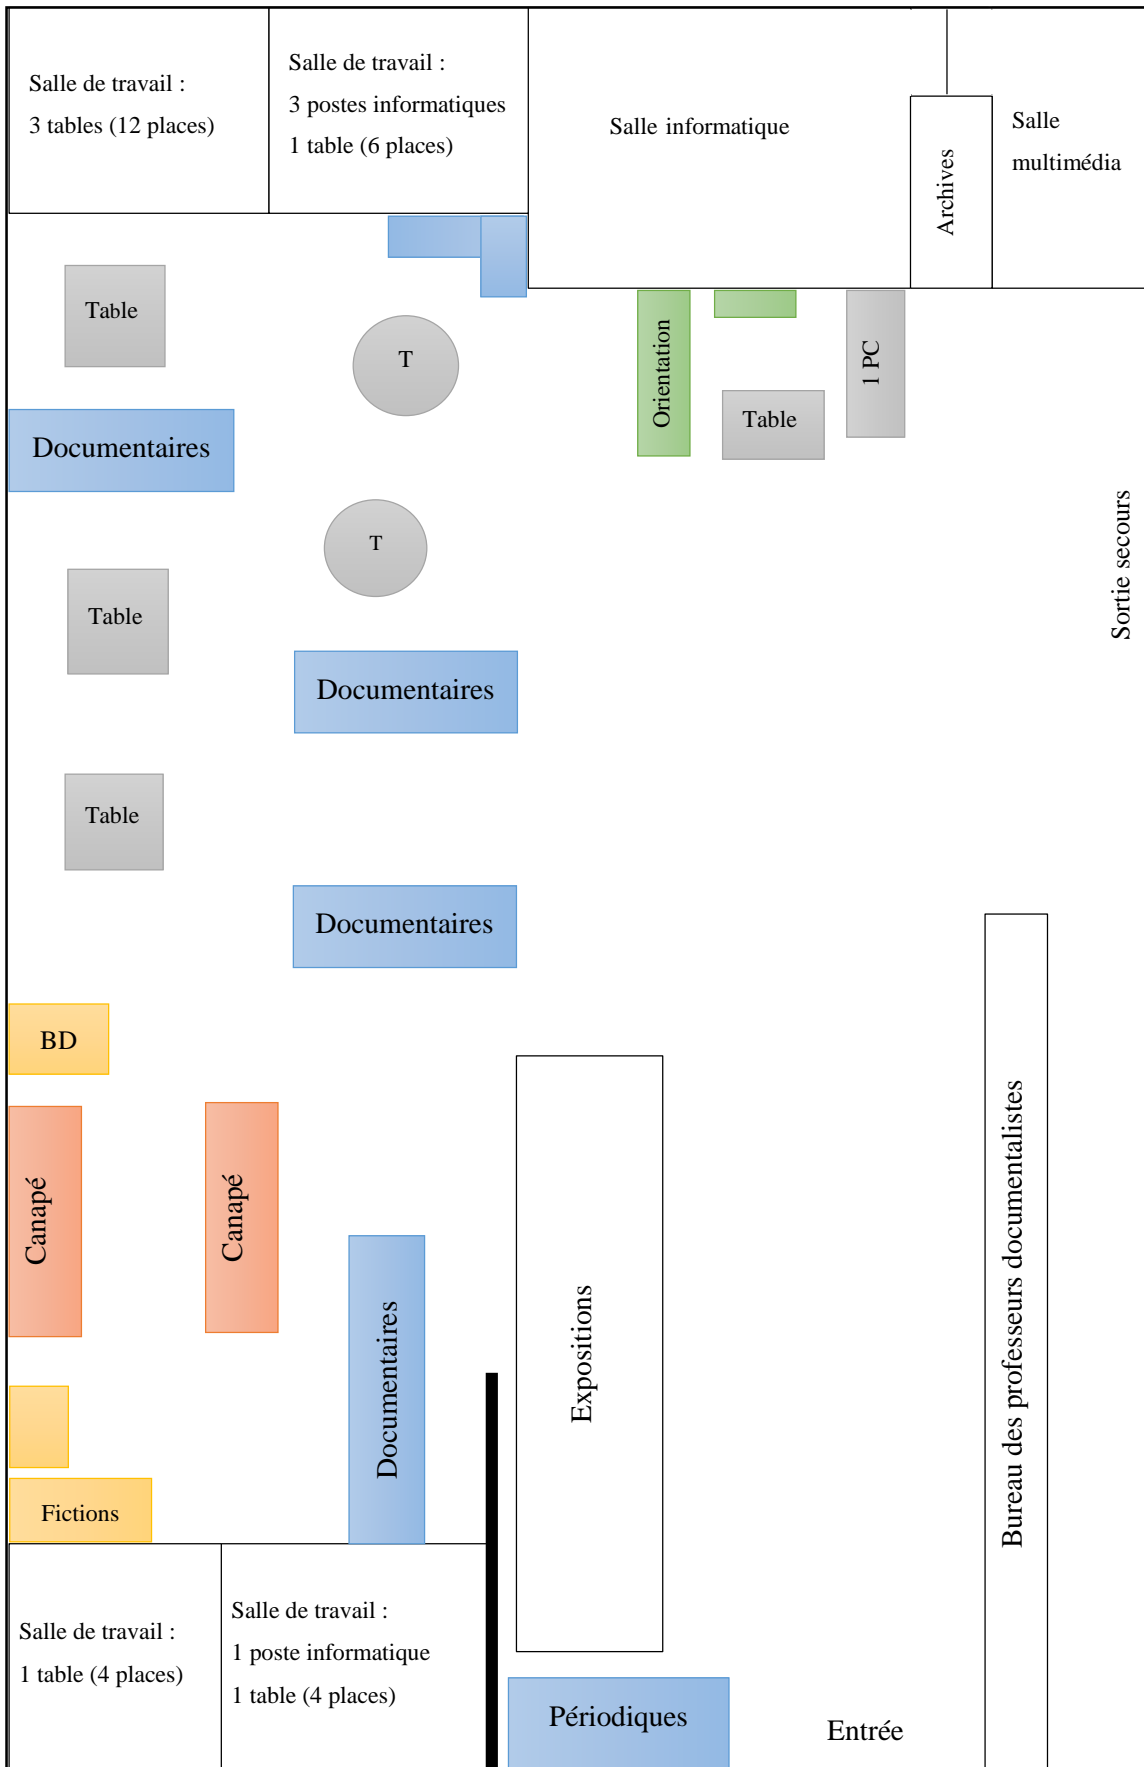 Salle de travail :
3 tables (12 places)
Salle de travail :
3 postes informatiques
1 table (6 places)
Salle informatique
Archives
Salle
multimédia
Table
T
Orientation
Table
1 PC
Documentaires
Sortie secours
T
Table
Documentaires
Table
Documentaires
BD
Canapé
Canapé
Documentaires
Expositions
Bureau des professeurs documentalistes
Fictions
Salle de travail :
1 table (4 places)
Salle de travail :
1 poste informatique
1 table (4 places)
Périodiques
Entrée